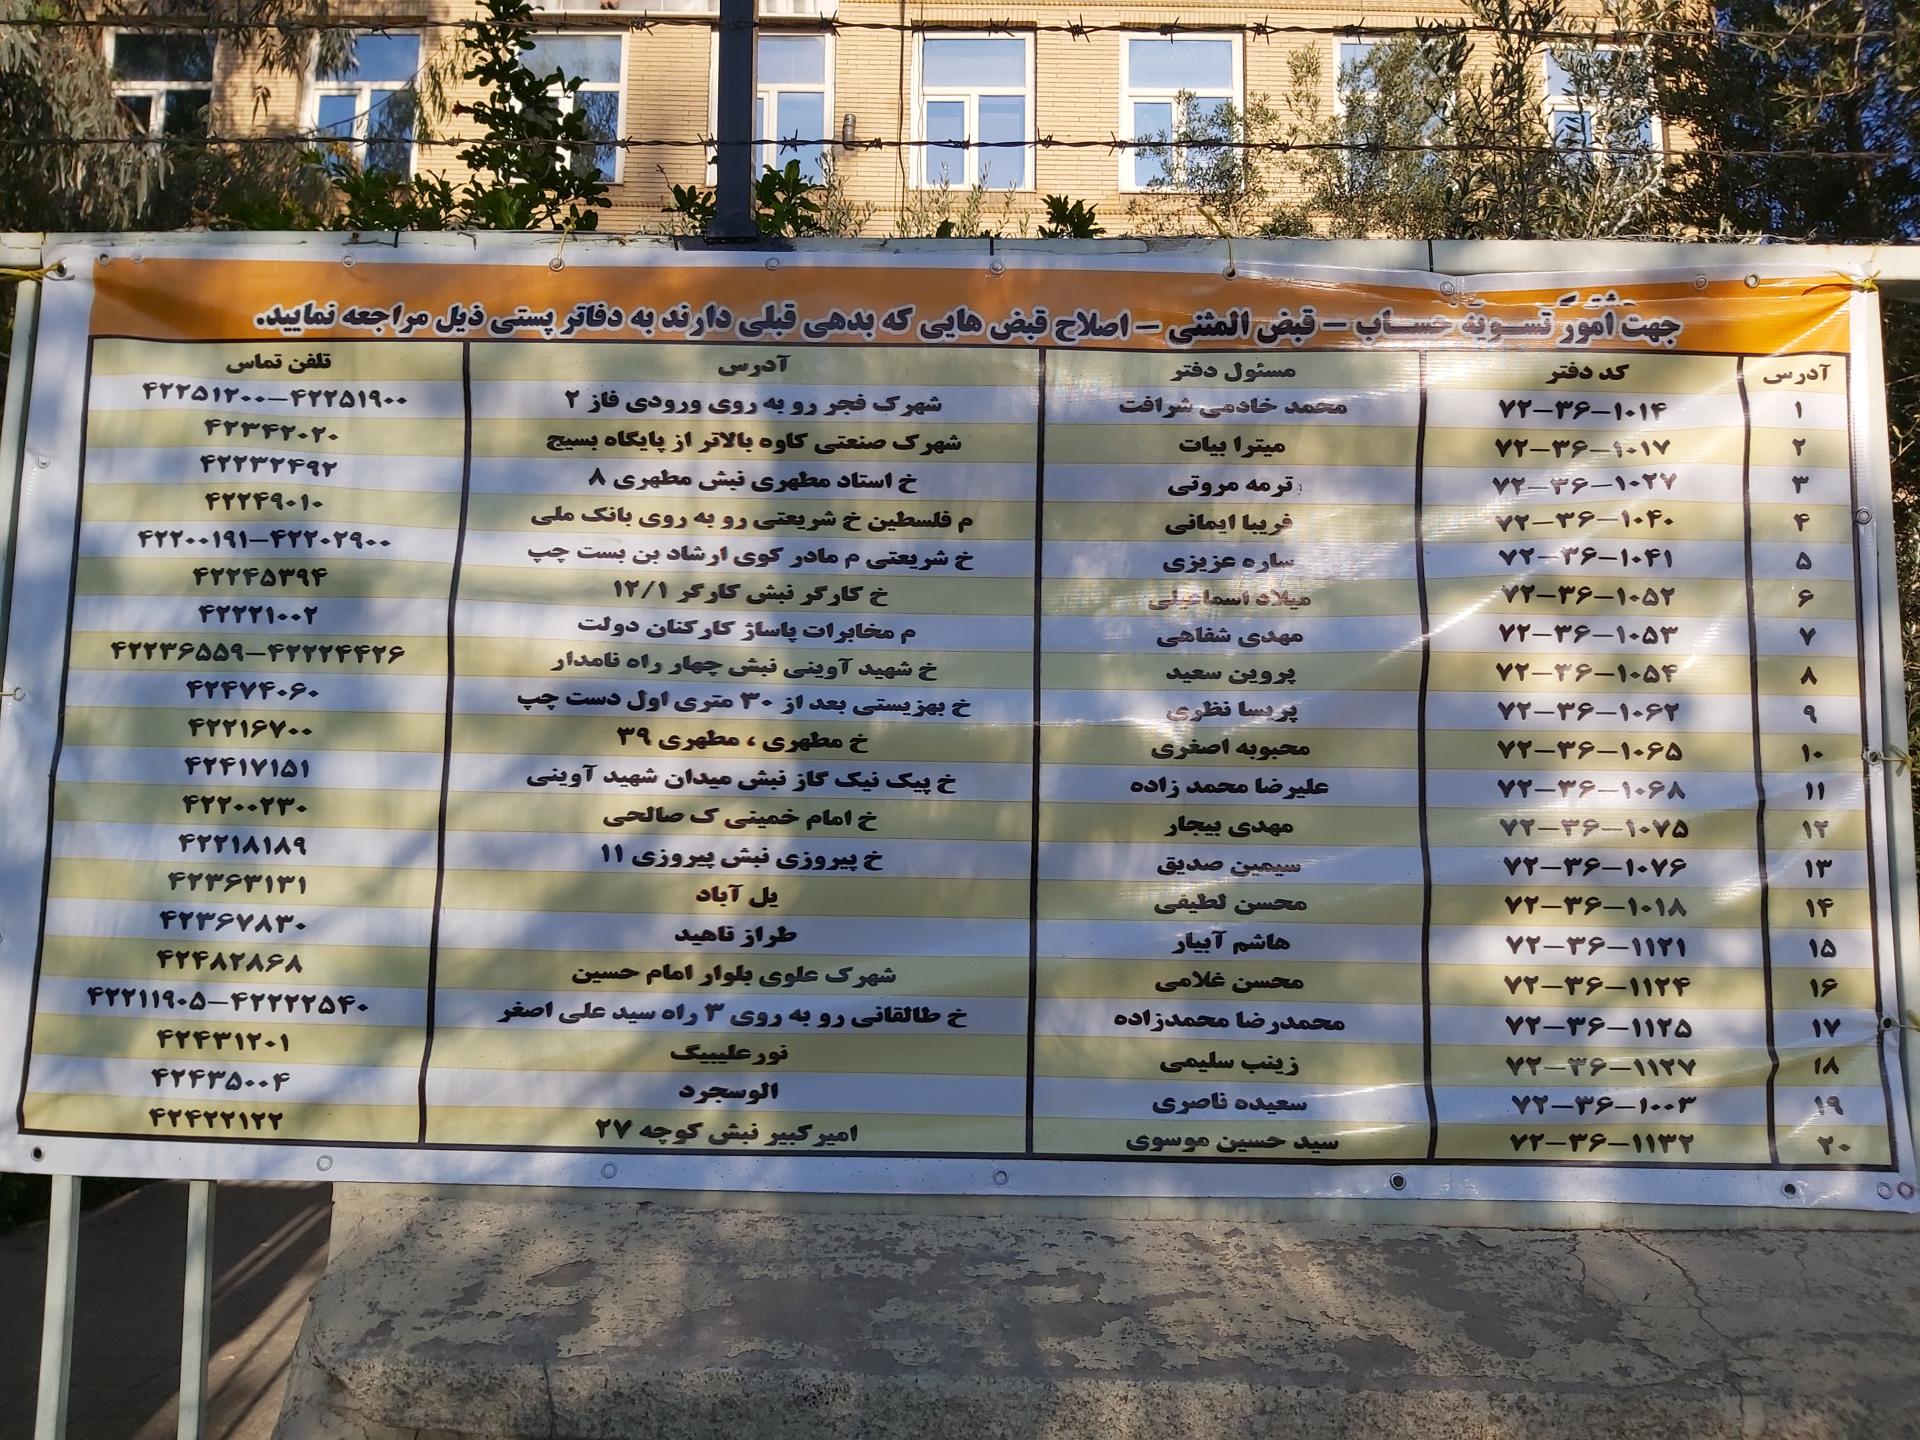 جهت امور تسویه حساب – قبض المثنی – اصلاح قبض هایی که بدهی قبلی دارند به دفاتر پستی ذیل مراجعه نمایید.
آدرس کد دفتر مسئول دفتر آدرس تلفن تماس
۱ ۷۲-۳۶-۱۰۱۴ محمد خادمی شرافت شهرک فجر رو به روی ورودی فاز ۲ ۴۲۲۵۱۲۰۰-۴۲۲۵۱۹۰۰
۲ ۷۲-۳۶-۱۰۱۷ میترا بیات شهرک صنعتی کاوه بالاتر از پایگاه بسیج ۴۲۳۴۲۰۲۰
۳ ۷۲-۳۶-۱۰۲۷ ترمه مروتی خ استاد مطهری نبش مطهری ۸ ۴۲۲۳۲۴۹۲
۴ ۷۲-۳۶-۱۰۴۰ فریبا ایمانی م فلسطین خ شریعتی رو به روی بانک ملی ۴۲۲۴۹۰۱۰
۵ ۷۲-۳۶-۱۰۴۱ ساره عزیزی خ شریعتی م مادر کوی ارشاد بن بست چپ ۴۲۲۰۰۱۹۱-۴۲۲۰۲۹۰۰
۶ ۷۲-۳۶-۱۰۵۲ میلاد اسماعیلی خ کارگر نبش کارگر ۱۲/۱ ۴۲۲۴۵۳۹۴
۷ ۷۲-۳۶-۱۰۵۳ مهدی شفاهی م مخابرات پاساژ کارکنان دولت ۴۲۲۲۱۰۰۲
۸ ۷۲-۳۶-۱۰۵۴ پروین سعید خ شهید آوینی نبش چهار راه نامدار ۴۲۲۳۶۵۵۹-۴۲۲۲۴۴۲۶
۹ ۷۲-۳۶-۱۰۶۲ پریسا نظری خ بهزیستی بعد از ۳۰ متری اول دست چپ ۴۲۴۷۴۰۶۰
۱۰ ۷۲-۳۶-۱۰۶۵ محبوبه اصغری خ مطهری ، مطهری ۳۹ ۴۲۲۱۶۷۰۰
۱۱ ۷۲-۳۶-۱۰۶۸ علیرضا محمد زاده خ پیک نیک گاز نبش میدان شهید آوینی ۴۲۴۱۷۱۵۱
۱۲ ۷۲-۳۶-۱۰۷۵ مهدی بیجار خ امام خمینی ک صالحی ۴۲۲۰۰۲۳۰
۱۳ ۷۲-۳۶-۱۰۷۶ سیمین صدیق خ پیروزی نبش پیروزی ۱۱ ۴۲۲۱۸۱۸۹
۱۴ ۷۲-۳۶-۱۰۱۸ محسن لطیفی یل آباد ۴۲۳۶۳۱۳۱
۱۵ ۷۲-۳۶-۱۱۲۱ هاشم آبیار طراز ناهید ۴۲۳۶۷۸۳۰
۱۶ ۷۲-۳۶-۱۱۲۴ محسن غلامی شهرک علوی بلوار امام حسین ۴۲۴۸۲۸۶۸
۱۷ ۷۲-۳۶-۱۱۲۵ محمدرضا محمدزاده خ طالقانی رو به روی ۳ راه سید علی اصغر ۴۲۲۱۱۹۰۵-۴۲۲۲۲۵۴۰
۱۸ ۷۲-۳۶-۱۱۲۷ زینب سلیمی نورعلیبیگ ۴۲۴۳۱۲۰۱
۱۹ ۷۲-۳۶-۱۰۰۳ سعیده ناصری الوسجرد ۴۲۴۳۵۰۰۴
۲۰ ۷۲-۳۶-۱۱۳۲ سید حسین موسوی امیرکبیر نبش کوچه ۲۷ ۴۲۴۲۲۱۲۲